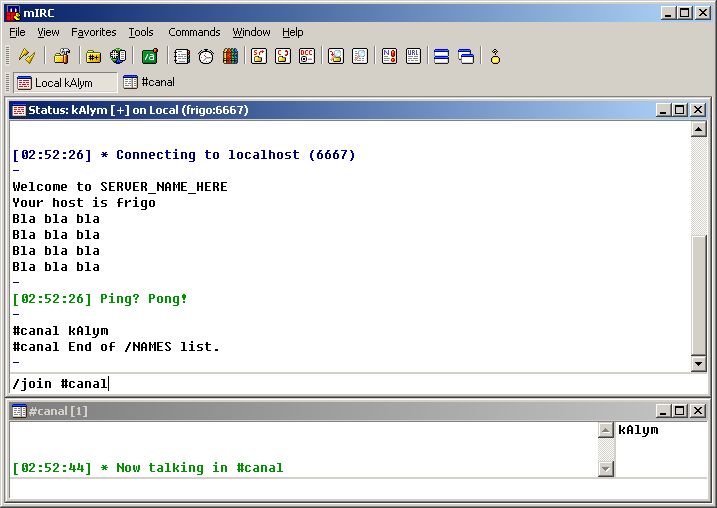 mIRC
File View Favorites Tools Commands Window Help
Local kAlym #canal
Status: kAlym [+] on Local (frigo:6667)
[02:52:26] * Connecting to localhost (6667)
-
Welcome to SERVER_NAME_HERE
Your host is frigo
Bla bla bla
Bla bla bla
Bla bla bla
Bla bla bla
-
[02:52:26] Ping? Pong!
-
#canal kAlym
#canal End of /NAMES list.
-
/join #canal
#canal [1]
kAlym
[02:52:44] * Now talking in #canal